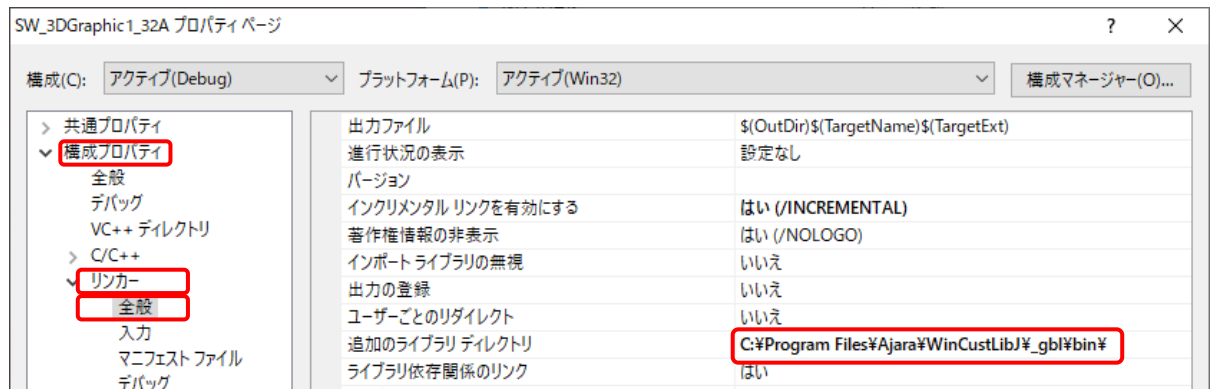 SW_3DGraphic1_32A プロパティ ページ ? ×
構成(C): アクティブ(Debug) プラットフォーム(P): アクティブ(Win32) 構成マネージャー(O)...
共通プロパティ
構成プロパティ
全般
デバッグ
VC++ ディレクトリ
C/C++
リンカー
全般
入力
マニフェスト ファイル
デバッグ
出力ファイル $(OutDir)$(TargetName)$(TargetExt)
進行状況の表示 設定なし
バージョン
インクリメンタル リンクを有効にする はい (/INCREMENTAL)
著作権情報の非表示 はい (/NOLOGO)
インポート ライブラリの無視 いいえ
出力の登録 いいえ
ユーザーごとのリダイレクト いいえ
追加のライブラリ ディレクトリ C:¥Program Files¥Ajara¥WinCustLibJ¥_gbl¥bin¥
ライブラリ依存関係のリンク はい